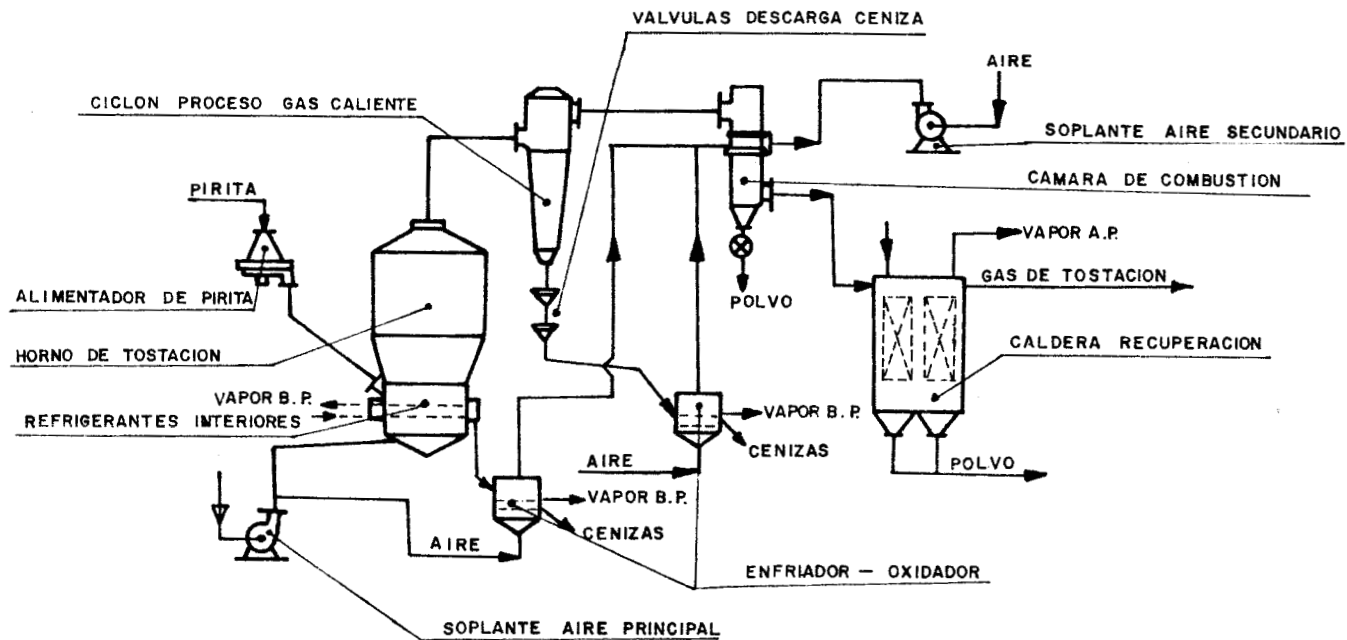 VALVULAS DESCARGA CENIZA
AIRE
CICLON PROCESO GAS CALIENTE
SOPLANTE AIRE SECUNDARIO
CAMARA DE COMBUSTION
PIRITA
VAPOR A.P.
GAS DE TOSTACION
ALIMENTADOR DE PIRITA
POLVO
HORNO DE TOSTACION
CALDERA RECUPERACION
VAPOR B.P.
REFRIGERANTES INTERIORES
VAPOR B.P.
CENIZAS
AIRE
POLVO
VAPOR B.P.
CENIZAS
AIRE
ENFRIADOR - OXIDADOR
SOPLANTE AIRE PRINCIPAL